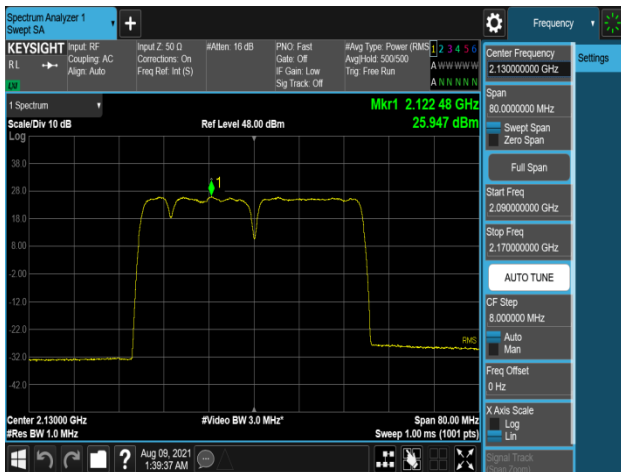 Spectrum Analyzer 1
Swept SA
Frequency
KEYSIGHT
Input: RF
Coupling: AC
Align: Auto
Input Z: 50 Ω
Corrections: On
Freq Ref: Int (S)
#Atten: 16 dB
PNO: Fast
Gate: Off
IF Gain: Low
Sig Track: Off
#Avg Type: Power (RMS
Avg|Hold: 500/500
Trig: Free Run
1 2 3 4 5 6
A W W W W W
A N N N N N
R L
LXI
1 Spectrum
Scale/Div 10 dB
Log
Ref Level 48.00 dBm
Mkr1 2.122 48 GHz
25.947 dBm
38.0
28.0
18.0
8.00
-2.00
-12.0
-22.0
-32.0
-42.0
1
RMS
Center 2.13000 GHz
#Res BW 1.0 MHz
#Video BW 3.0 MHz*
Span 80.00 MHz
Sweep 1.00 ms (1001 pts)
Aug 09, 2021
1:39:37 AM
Center Frequency
2.130000000 GHz
Settings
Span
80.0000000 MHz
Swept Span
Zero Span
Full Span
Start Freq
2.090000000 GHz
Stop Freq
2.170000000 GHz
AUTO TUNE
CF Step
8.000000 MHz
Auto
Man
Freq Offset
0 Hz
X Axis Scale
Log
Lin
Signal Track
(Span Zoom)